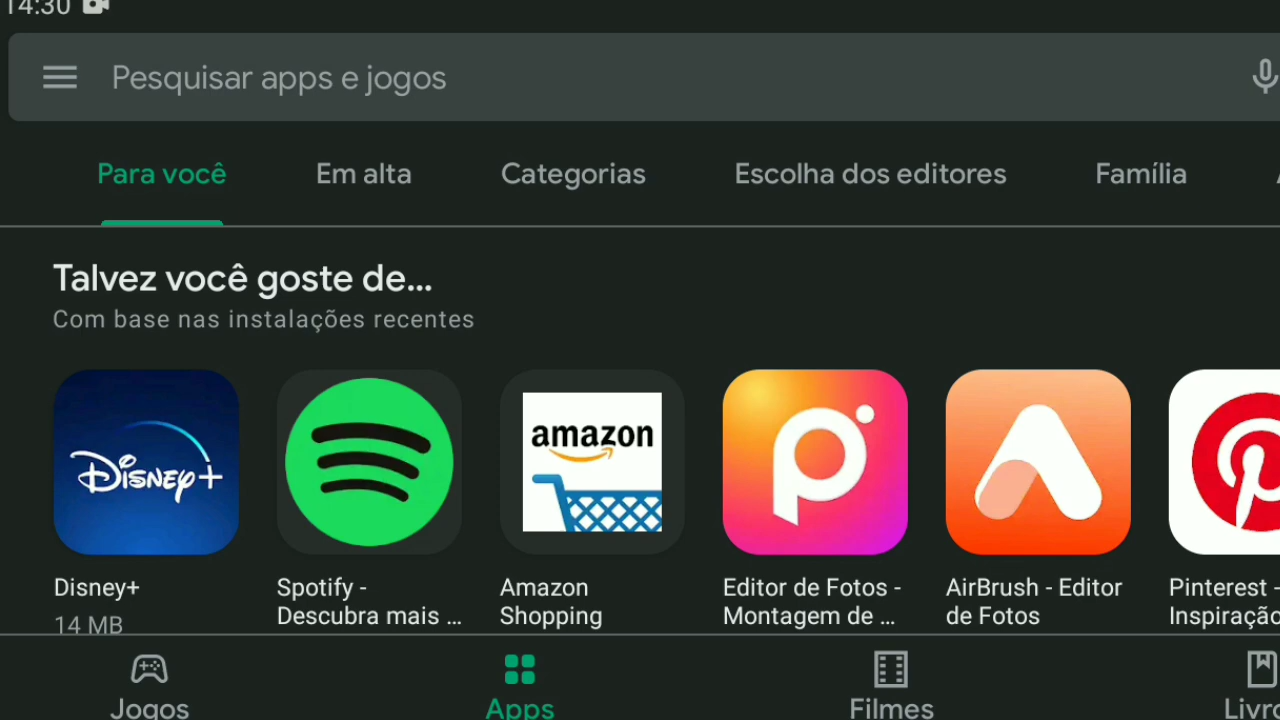 14:30
Pesquisar apps e jogos
Para você Em alta Categorias Escolha dos editores Família
Talvez você goste de...
Com base nas instalações recentes
Disney+
amazon
Disney+ Spotify - Amazon Editor de Fotos - AirBrush - Editor Pinterest -
Descubra mais ... Shopping Montagem de ... de Fotos Inspiração
14 MB
Jogos Apps Filmes Livro